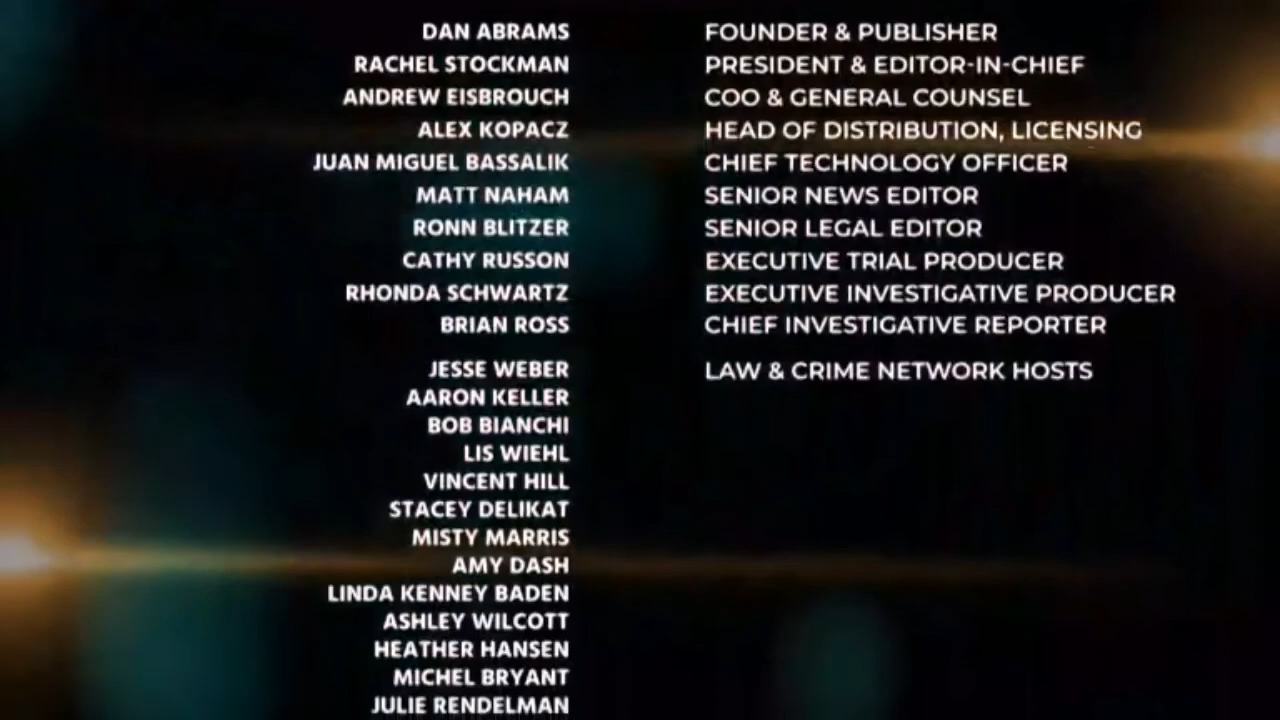 DAN ABRAMS FOUNDER & PUBLISHER
RACHEL STOCKMAN PRESIDENT & EDITOR-IN-CHIEF
ANDREW EISBROUCH COO & GENERAL COUNSEL
ALEX KOPACZ HEAD OF DISTRIBUTION, LICENSING
JUAN MIGUEL BASSALIK CHIEF TECHNOLOGY OFFICER
MATT NAHAM SENIOR NEWS EDITOR
RONN BLITZER SENIOR LEGAL EDITOR
CATHY RUSSON EXECUTIVE TRIAL PRODUCER
RHONDA SCHWARTZ EXECUTIVE INVESTIGATIVE PRODUCER
BRIAN ROSS CHIEF INVESTIGATIVE REPORTER
JESSE WEBER LAW & CRIME NETWORK HOSTS
AARON KELLER
BOB BIANCHI
LIS WIEHL
VINCENT HILL
STACEY DELIKAT
MISTY MARRIS
AMY DASH
LINDA KENNEY BADEN
ASHLEY WILCOTT
HEATHER HANSEN
MICHEL BRYANT
JULIE RENDELMAN